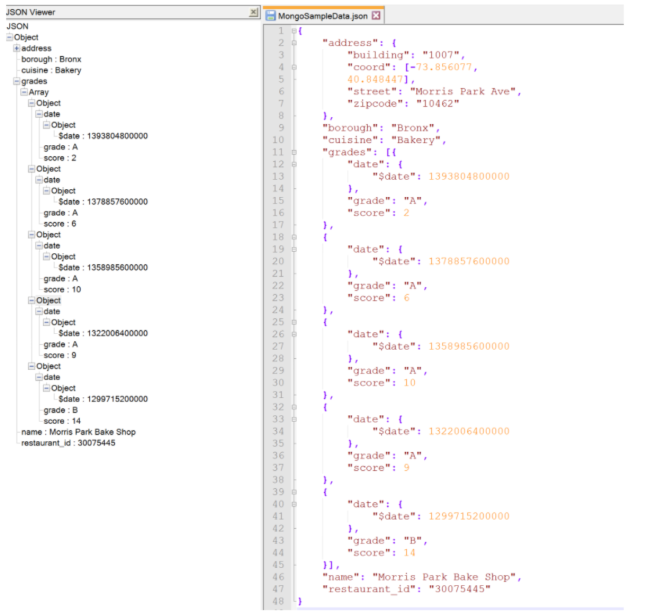 JSON Viewer
JSON
Object
address
borough : Bronx
cuisine : Bakery
grades
Array
Object
date
Object
$date : 1393804800000
grade : A
score : 2
Object
date
Object
$date : 1378857600000
grade : A
score : 6
Object
date
Object
$date : 1358985600000
grade : A
score : 10
Object
date
Object
$date : 1322006400000
grade : A
score : 9
Object
date
Object
$date : 1299715200000
grade : B
score : 14
name : Morris Park Bake Shop
restaurant_id : 30075445
MongoSampleData.json
1 {
2 "address": {
3 "building": "1007",
4 "coord": [-73.856077,
5 40.848447],
6 "street": "Morris Park Ave",
7 "zipcode": "10462"
8 },
9 "borough": "Bronx",
10 "cuisine": "Bakery",
11 "grades": [{
12 "date": {
13 "$date": 1393804800000
14 },
15 "grade": "A",
16 "score": 2
17 },
18 {
19 "date": {
20 "$date": 1378857600000
21 },
22 "grade": "A",
23 "score": 6
24 },
25 {
26 "date": {
27 "$date": 1358985600000
28 },
29 "grade": "A",
30 "score": 10
31 },
32 {
33 "date": {
34 "$date": 1322006400000
35 },
36 "grade": "A",
37 "score": 9
38 },
39 {
40 "date": {
41 "$date": 1299715200000
42 },
43 "grade": "B",
44 "score": 14
45 }],
46 "name": "Morris Park Bake Shop",
47 "restaurant_id": "30075445"
48 }